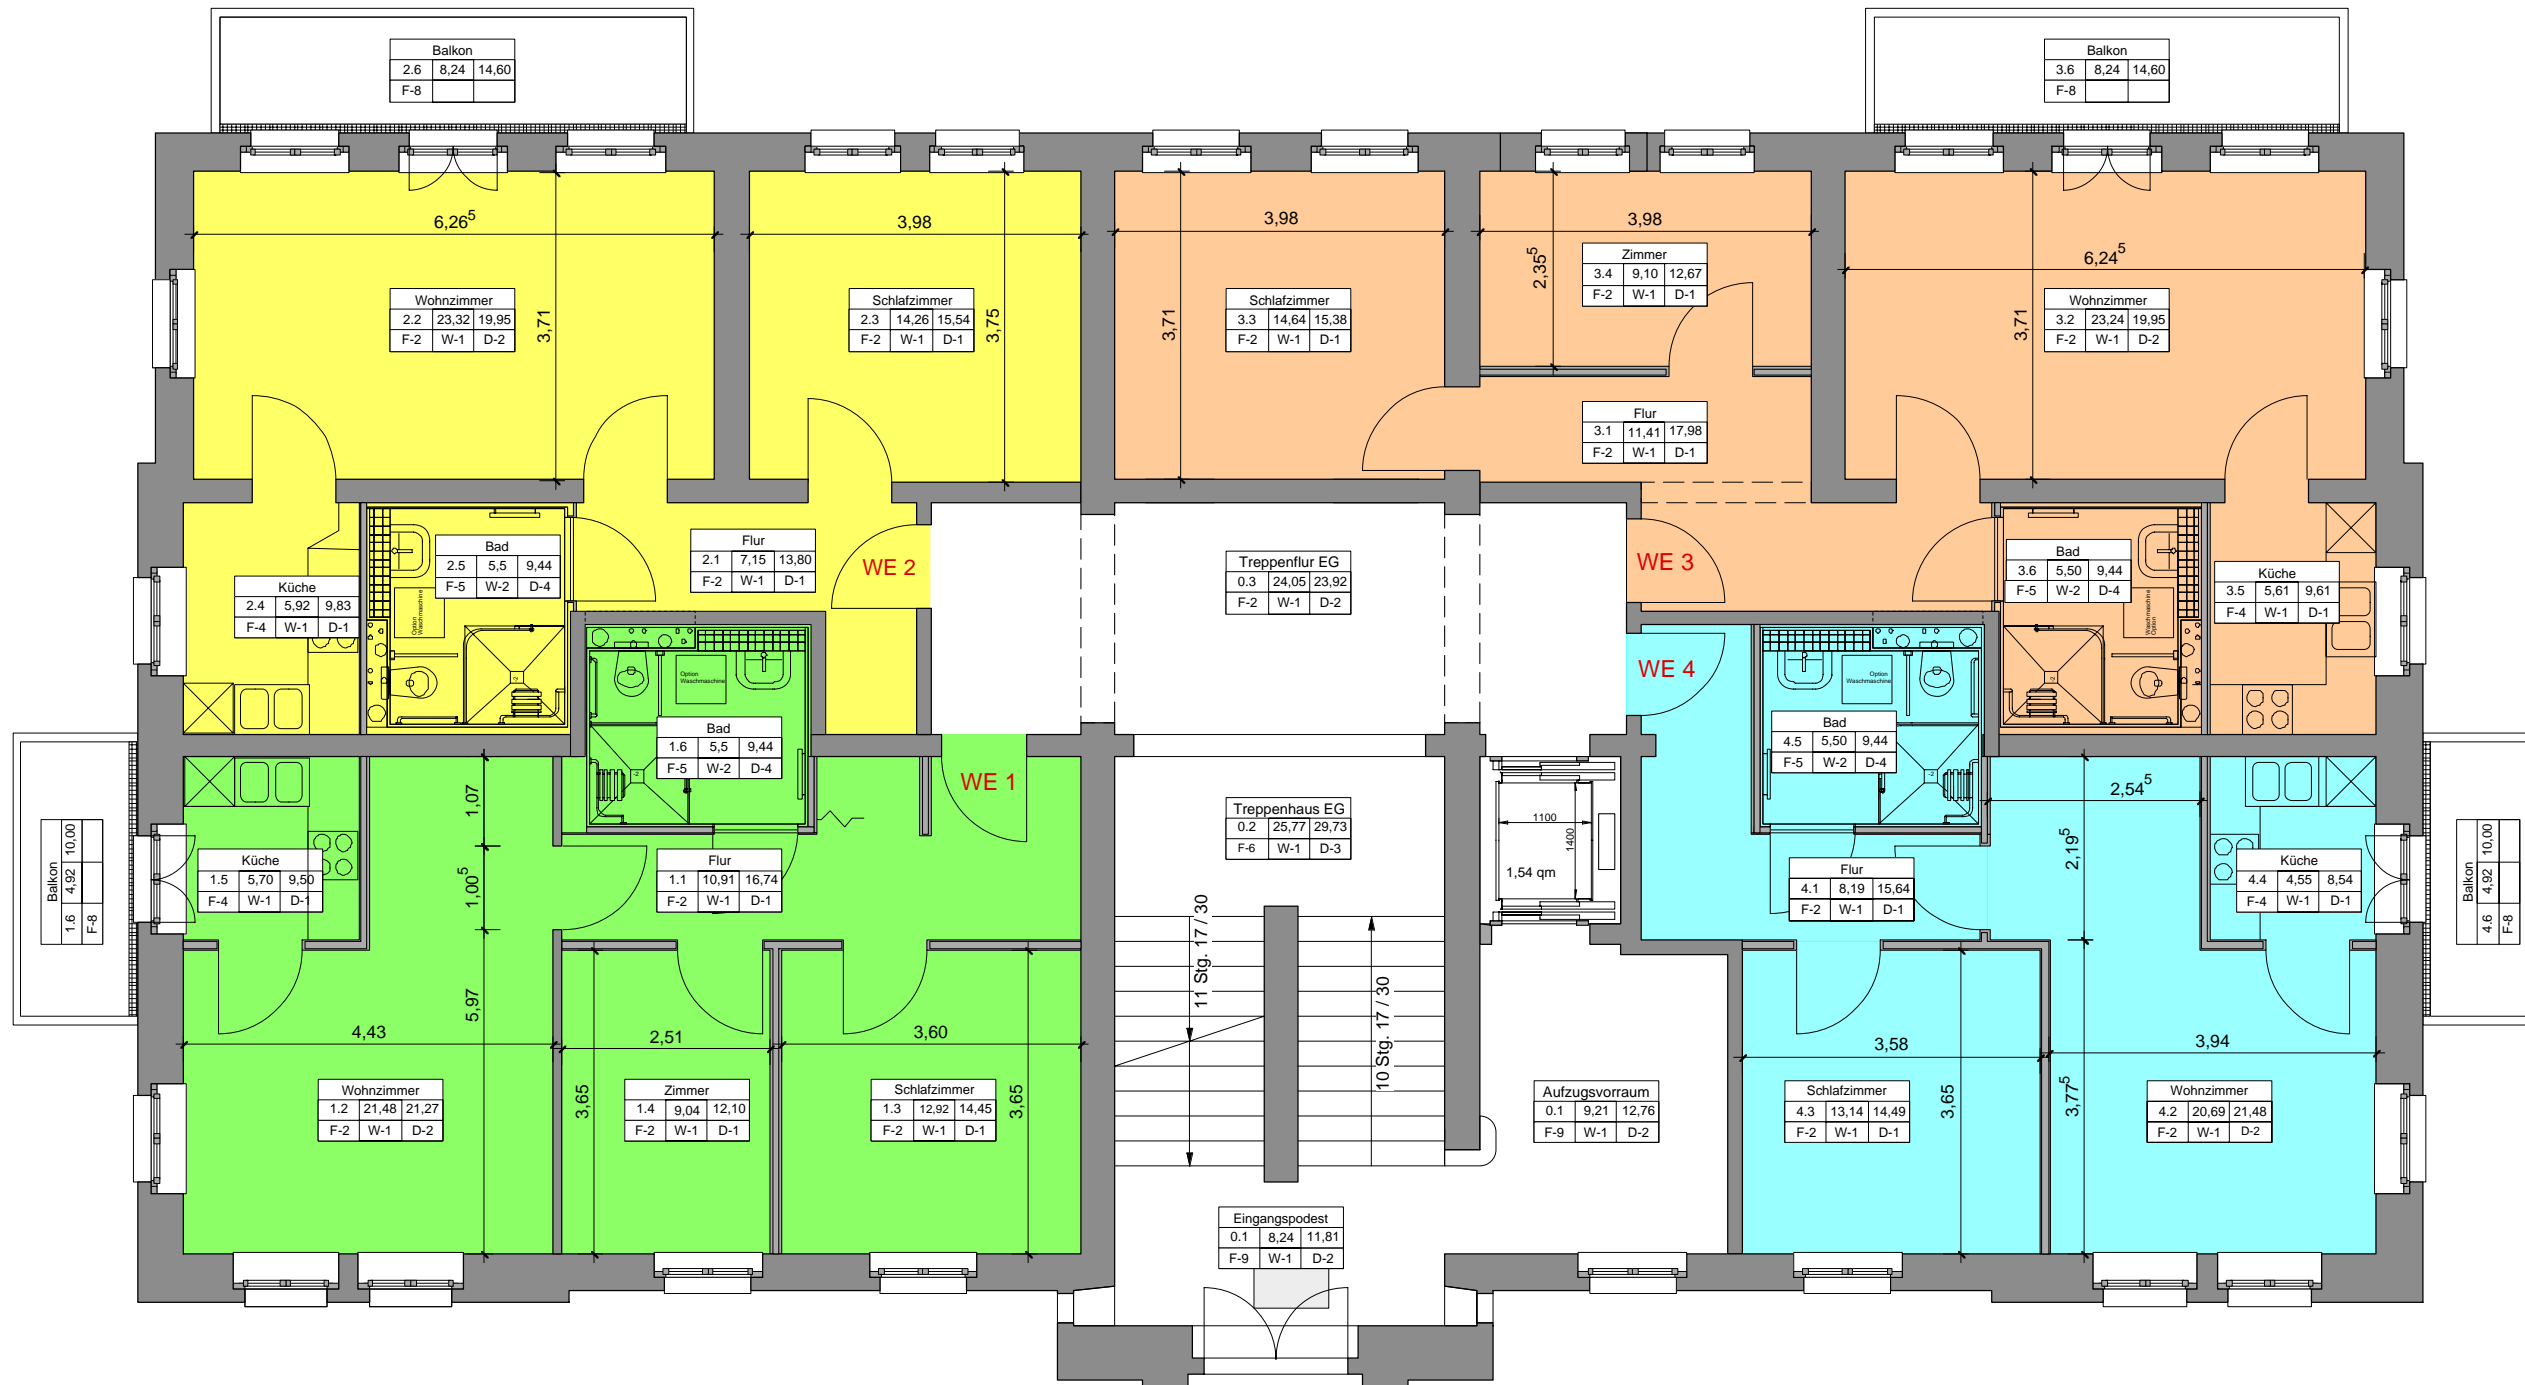 Balkon
2.6 8,24 14,60
F-8
Balkon
3.6 8,24 14,60
F-8
6,26⁵
3,71
Wohnzimmer
2.2 23,32 19,95
F-2 W-1 D-2
3,98
3,75
Schlafzimmer
2.3 14,26 15,54
F-2 W-1 D-1
3,98
3,71
Schlafzimmer
3.3 14,64 15,38
F-2 W-1 D-1
3,98
2,35⁵
Zimmer
3.4 9,10 12,67
F-2 W-1 D-1
6,24⁵
3,71
Wohnzimmer
3.2 23,24 19,95
F-2 W-1 D-2
Flur
3.1 11,41 17,98
F-2 W-1 D-1
Küche
2.4 5,92 9,83
F-4 W-1 D-1
Bad
2.5 5,5 9,44
F-5 W-2 D-4
Option
Waschmaschine
Flur
2.1 7,15 13,80
F-2 W-1 D-1
WE 2
Treppenflur EG
0.3 24,05 23,92
F-2 W-1 D-2
WE 3
Bad
3.6 5,50 9,44
F-5 W-2 D-4
Waschmaschine
Option
Küche
3.5 5,61 9,61
F-4 W-1 D-1
Option
Waschmaschine
Bad
1.6 5,5 9,44
F-5 W-2 D-4
WE 4
Option
Waschmaschine
Bad
4.5 5,50 9,44
F-5 W-2 D-4
WE 1
Balkon
1.6 4,92 10,00
F-8
Küche
1.5 5,70 9,50
F-4 W-1 D-1
1,07
1,00⁵
5,97
Flur
1.1 10,91 16,74
F-2 W-1 D-1
Treppenhaus EG
0.2 25,77 29,73
F-6 W-1 D-3
1100
1400
1,54 qm
Flur
4.1 8,19 15,64
F-2 W-1 D-1
2,54⁵
2,19⁵
Küche
4.4 4,55 8,54
F-4 W-1 D-1
Balkon
4.6 4,92 10,00
F-8
11 Stg. 17 / 30
10 Stg. 17 / 30
4,43
Wohnzimmer
1.2 21,48 21,27
F-2 W-1 D-2
2,51
3,65
Zimmer
1.4 9,04 12,10
F-2 W-1 D-1
3,60
3,65
Schlafzimmer
1.3 12,92 14,45
F-2 W-1 D-1
Aufzugsvorraum
0.1 9,21 12,76
F-9 W-1 D-2
3,58
3,65
Schlafzimmer
4.3 13,14 14,49
F-2 W-1 D-1
3,94
3,77⁵
Wohnzimmer
4.2 20,69 21,48
F-2 W-1 D-2
Eingangspodest
0.1 8,24 11,81
F-9 W-1 D-2